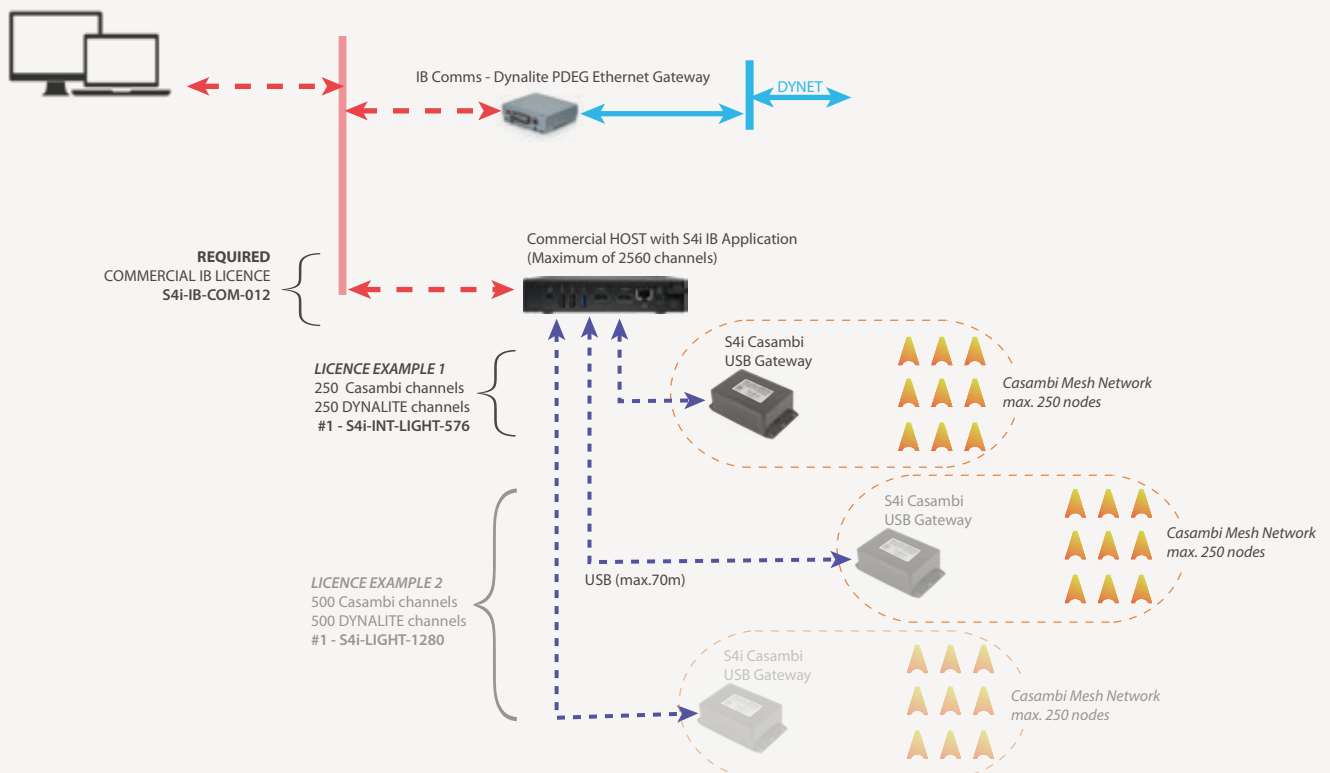 IB Comms - Dynalite PDEG Ethernet Gateway
DYNET
Commercial HOST with S4i IB Application
(Maximum of 2560 channels)
REQUIRED
COMMERCIAL IB LICENCE
S4i-IB-COM-012
S4i Casambi
USB Gateway
Casambi Mesh Network
max. 250 nodes
LICENCE EXAMPLE 1
250 Casambi channels
250 DYNALITE channels
#1 - S4i-INT-LIGHT-576
S4i Casambi
USB Gateway
Casambi Mesh Network
max. 250 nodes
USB (max.70m)
LICENCE EXAMPLE 2
500 Casambi channels
500 DYNALITE channels
#1 - S4i-LIGHT-1280
S4i Casambi
USB Gateway
Casambi Mesh Network
max. 250 nodes